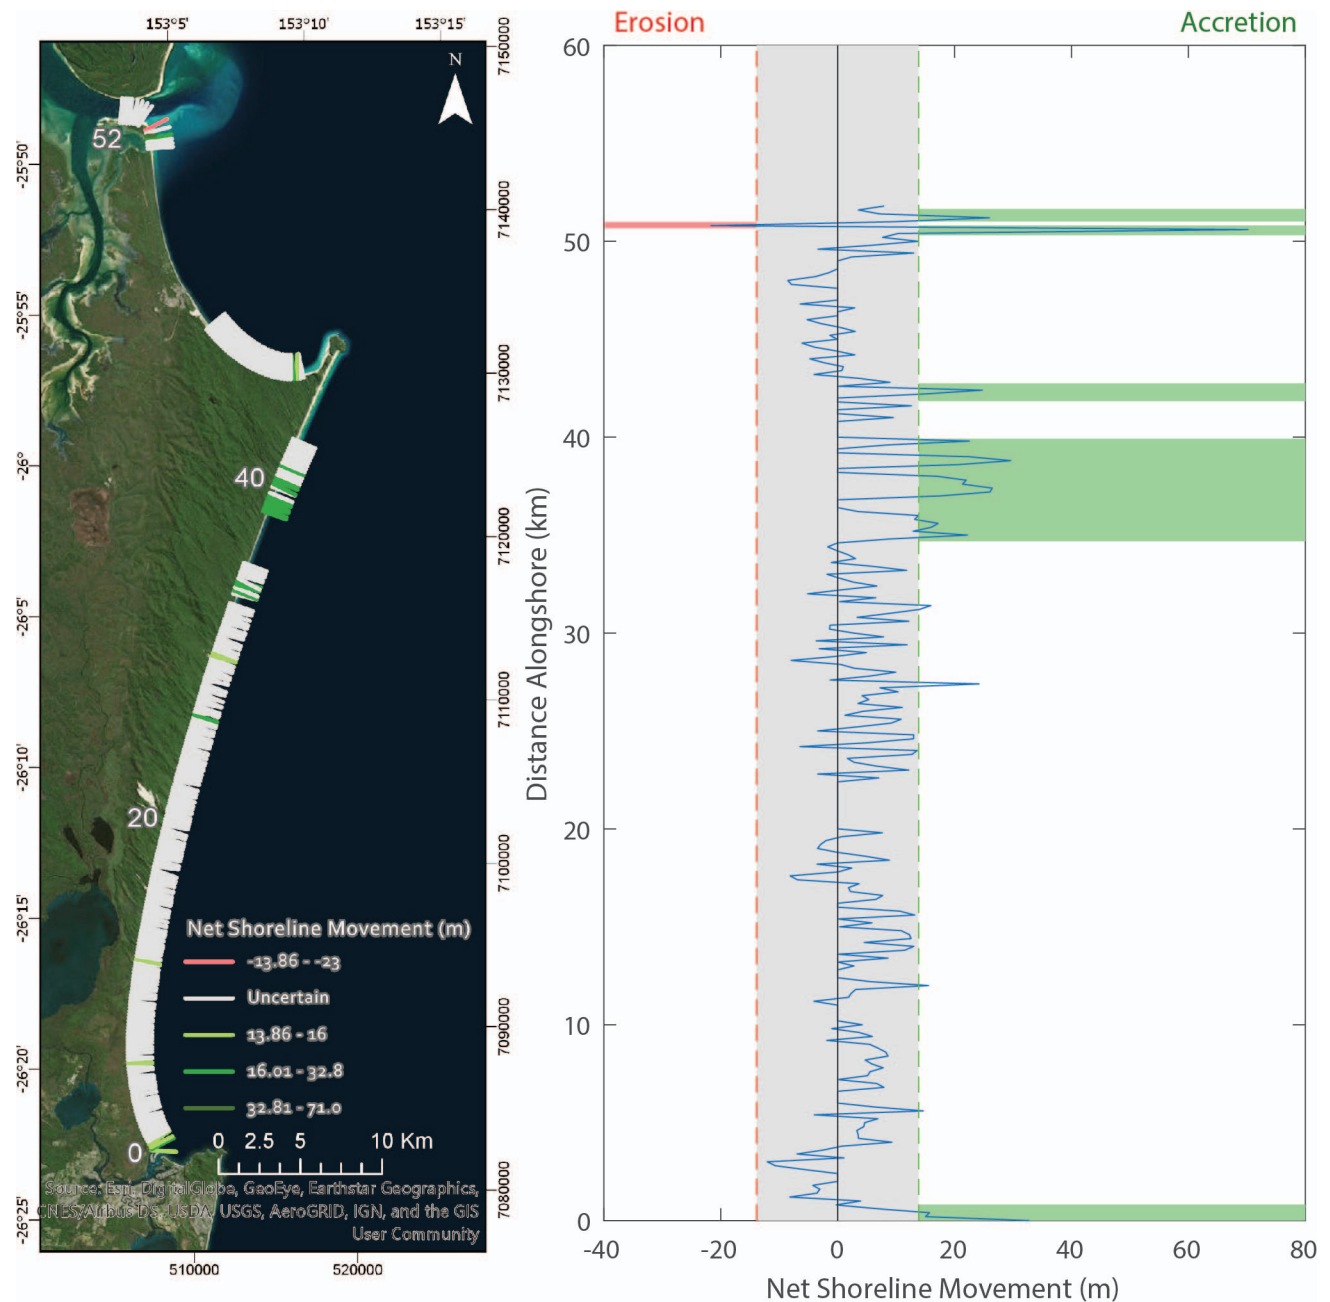 153°5' 153°10' 153°15'
N
7150000
7140000
7130000
7120000
7110000
7100000
7090000
7080000
-25°50'
-25°55'
-26°
-26°5'
-26°10'
-26°15'
-26°20'
-26°25'
52
40
20
0
Net Shoreline Movement (m)
-13.86 - -23
Uncertain
13.86 - 16
16.01 - 32.8
32.81 - 71.0
0 2.5 5 10 Km
Source: Esri, DigitalGlobe, GeoEye, Earthstar Geographics,
CNES/Airbus DS, USDA, USGS, AeroGRID, IGN, and the GIS
User Community
510000 520000
Erosion Accretion
60
50
40
30
20
10
0
Distance Alongshore (km)
-40 -20 0 20 40 60 80
Net Shoreline Movement (m)